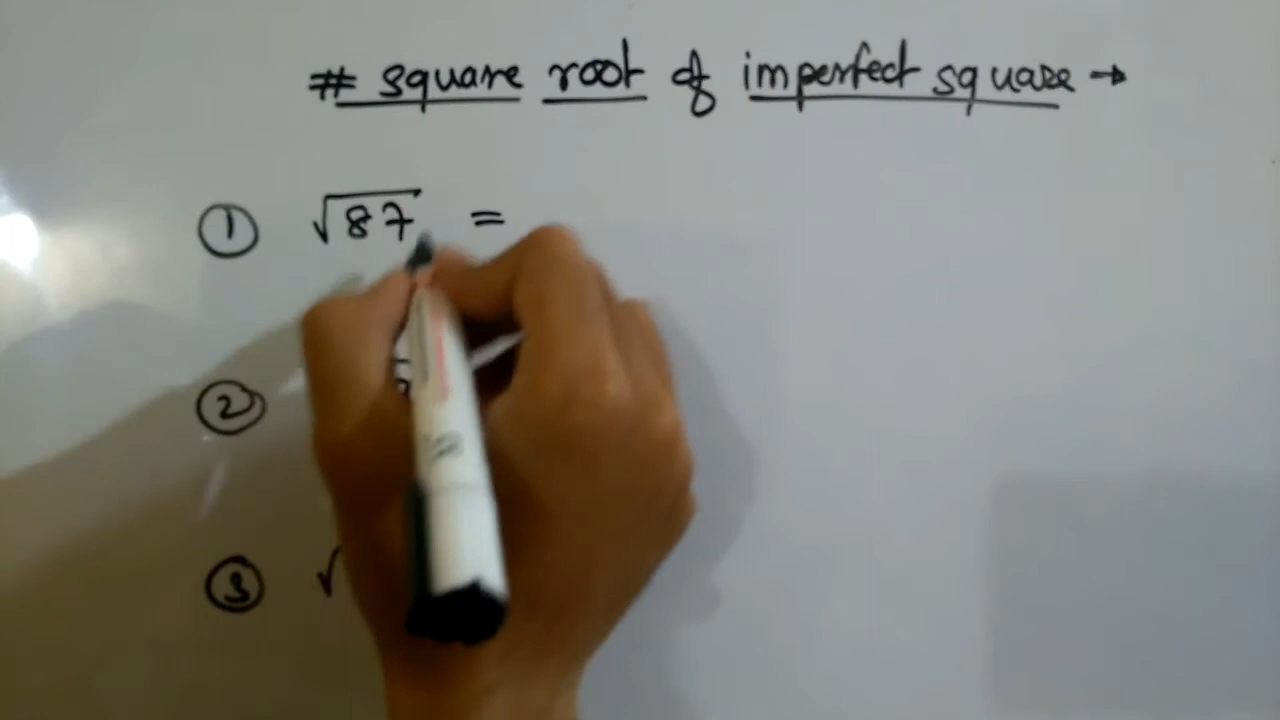 # square root of imperfect square →
① √87 =
②
③ √